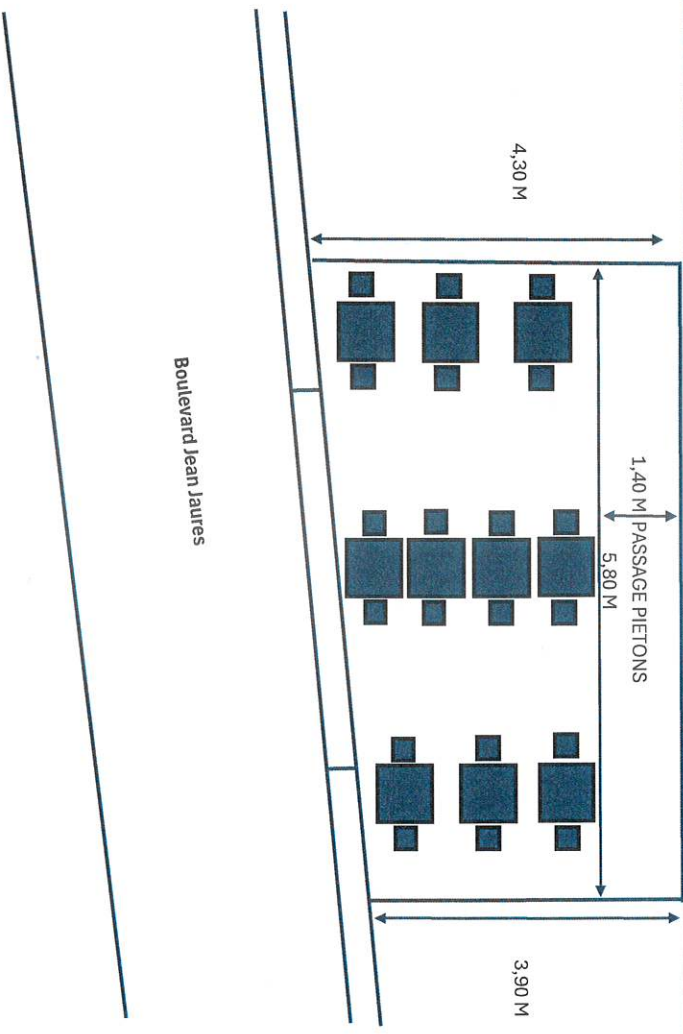 4,30 M
1,40 M PASSAGE PIETONS
5,80 M
Boulevard Jean Jaures
3,90 M